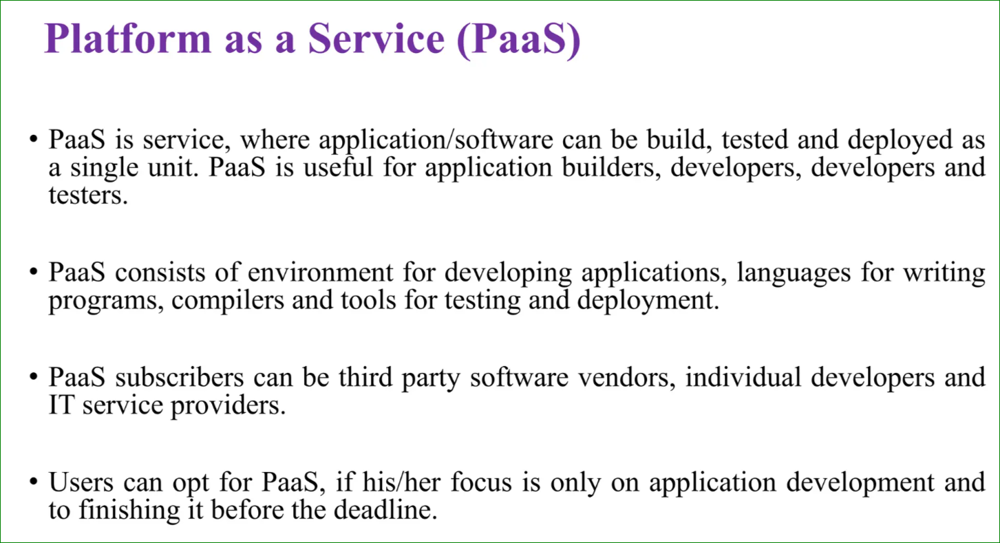 Platform as a Service (PaaS)
• PaaS is service, where application/software can be build, tested and deployed as
a single unit. PaaS is useful for application builders, developers, developers and
testers.
• PaaS consists of environment for developing applications, languages for writing
programs, compilers and tools for testing and deployment.
• PaaS subscribers can be third party software vendors, individual developers and
IT service providers.
• Users can opt for PaaS, if his/her focus is only on application development and
to finishing it before the deadline.